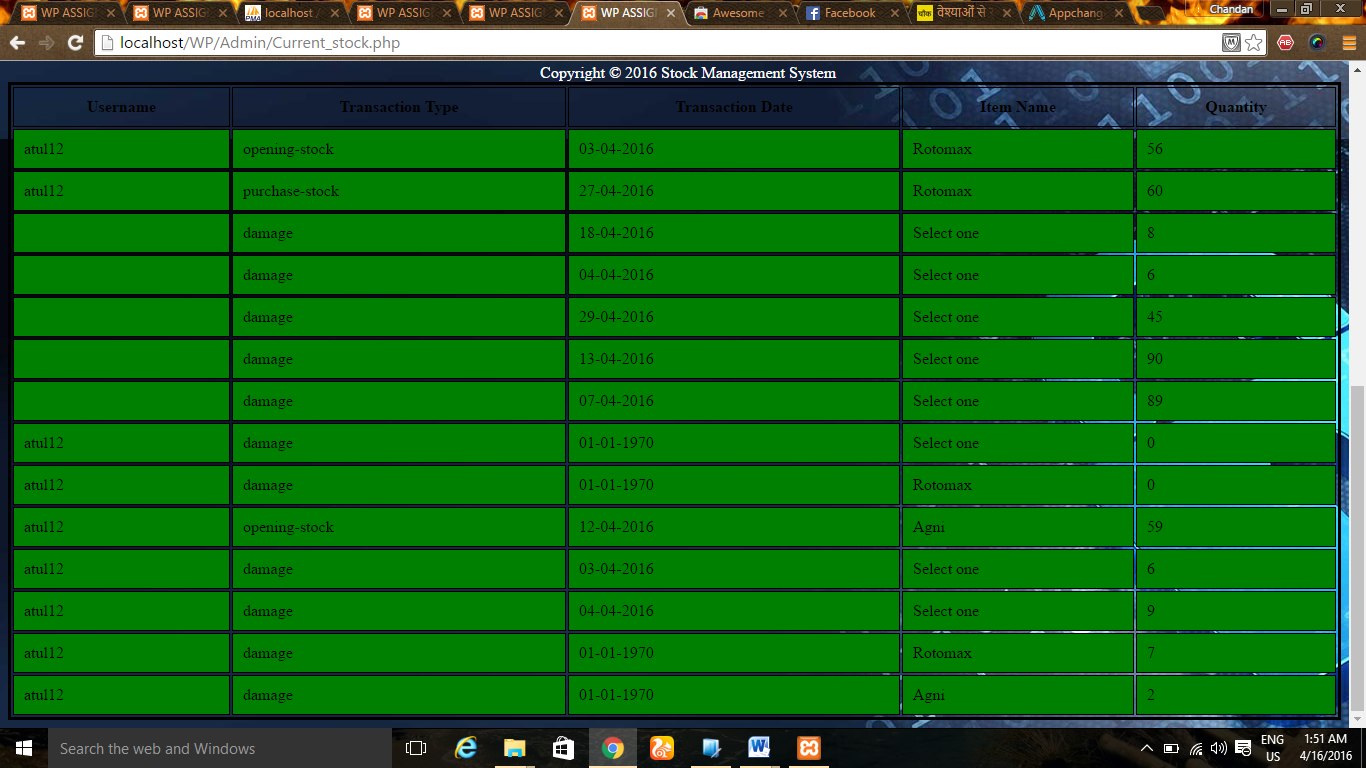 WP ASSIG
WP ASSIG
localhost /
WP ASSIG
WP ASSIG
WP ASSIG
Awesome
Facebook
वेश्याओं से
Appchang
Chandan
localhost/WP/Admin/Current_stock.php
Copyright © 2016 Stock Management System
Username Transaction Type Transaction Date Item Name Quantity
atul12 opening-stock 03-04-2016 Rotomax 56
atul12 purchase-stock 27-04-2016 Rotomax 60
damage 18-04-2016 Select one 8
damage 04-04-2016 Select one 6
damage 29-04-2016 Select one 45
damage 13-04-2016 Select one 90
damage 07-04-2016 Select one 89
atul12 damage 01-01-1970 Select one 0
atul12 damage 01-01-1970 Rotomax 0
atul12 opening-stock 12-04-2016 Agni 59
atul12 damage 03-04-2016 Select one 6
atul12 damage 04-04-2016 Select one 9
atul12 damage 01-01-1970 Rotomax 7
atul12 damage 01-01-1970 Agni 2
Search the web and Windows
ENG
US
1:51 AM
4/16/2016